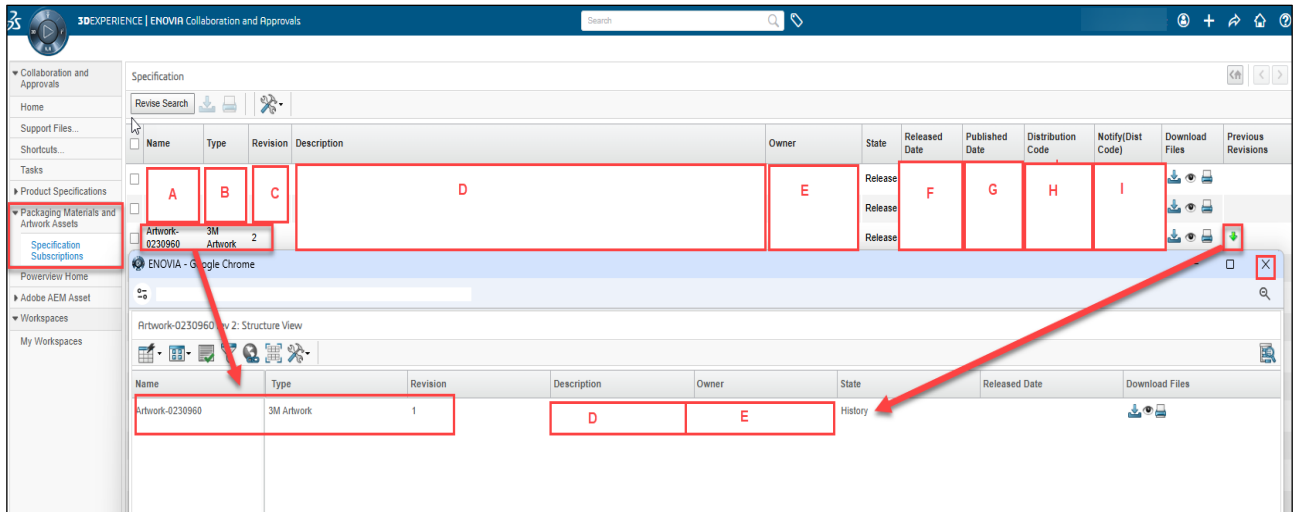 3DEXPERIENCE | ENOVIA Collaboration and Approvals
Search
Collaboration and
Approvals
Home
Support Files...
Shortcuts...
Tasks
Product Specifications
Packaging Materials and
Artwork Assets
Specification
Subscriptions
Powerview Home
Adobe AEM Asset
Workspaces
My Workspaces
Specification
Revise Search
Name Type Revision Description Owner State Released Date Published Date Distribution Code Notify(Dist Code) Download Files Previous Revisions
A B C D E F G H I
Release
Release
Artwork-0230960 3M Artwork 2 Release
ENOVIA - Google Chrome
Artwork-0230960 rev 2: Structure View
Name Type Revision Description Owner State Released Date Download Files
Artwork-0230960 3M Artwork 1 D E History